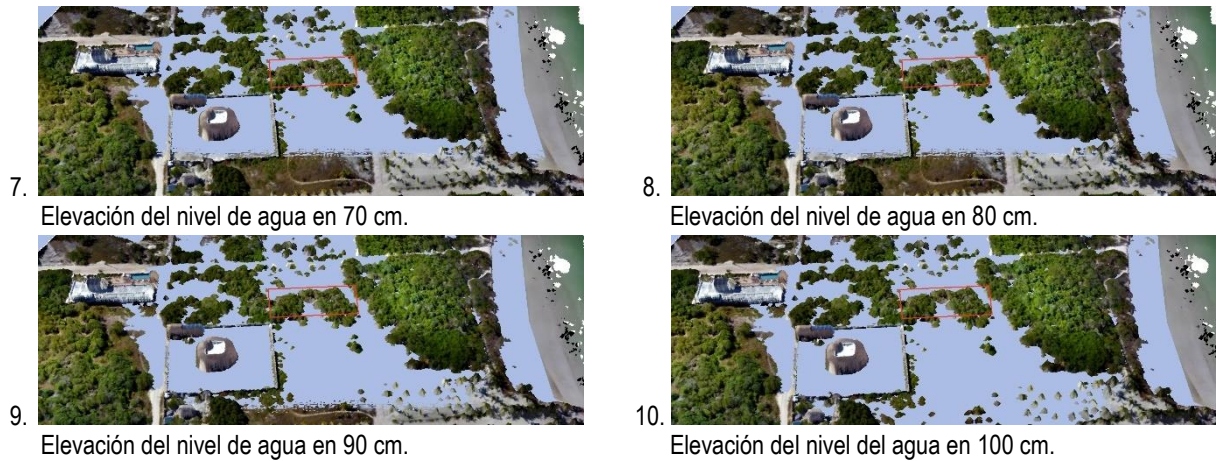 7.
Elevación del nivel de agua en 70 cm.
8.
Elevación del nivel de agua en 80 cm.
9.
Elevación del nivel de agua en 90 cm.
10.
Elevación del nivel del agua en 100 cm.